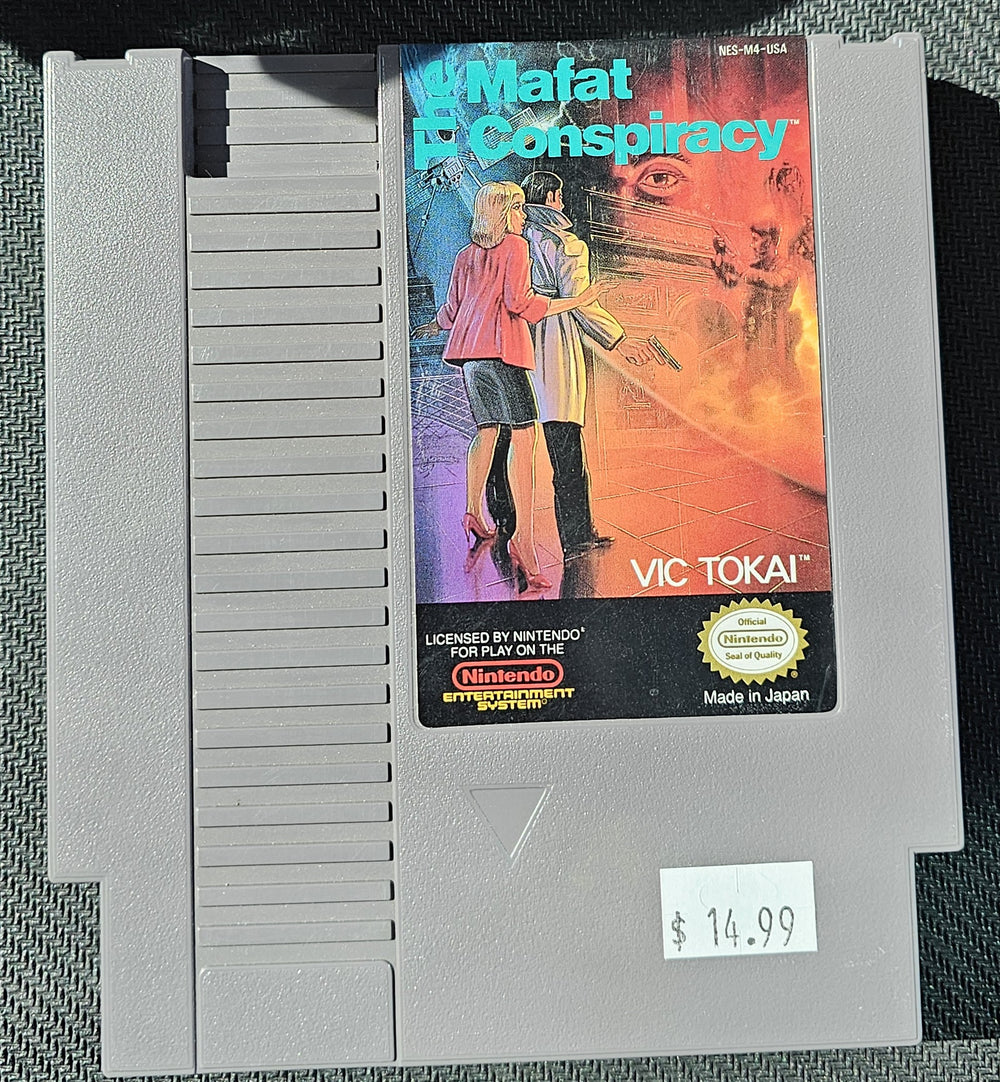 NES-M4-USA
The Mafat
Conspiracy™
VIC TOKAI™
LICENSED BY NINTENDO®
FOR PLAY ON THE
Nintendo
ENTERTAINMENT
SYSTEM®
Official
Nintendo
Seal of Quality
®
Made in Japan
$ 14.99